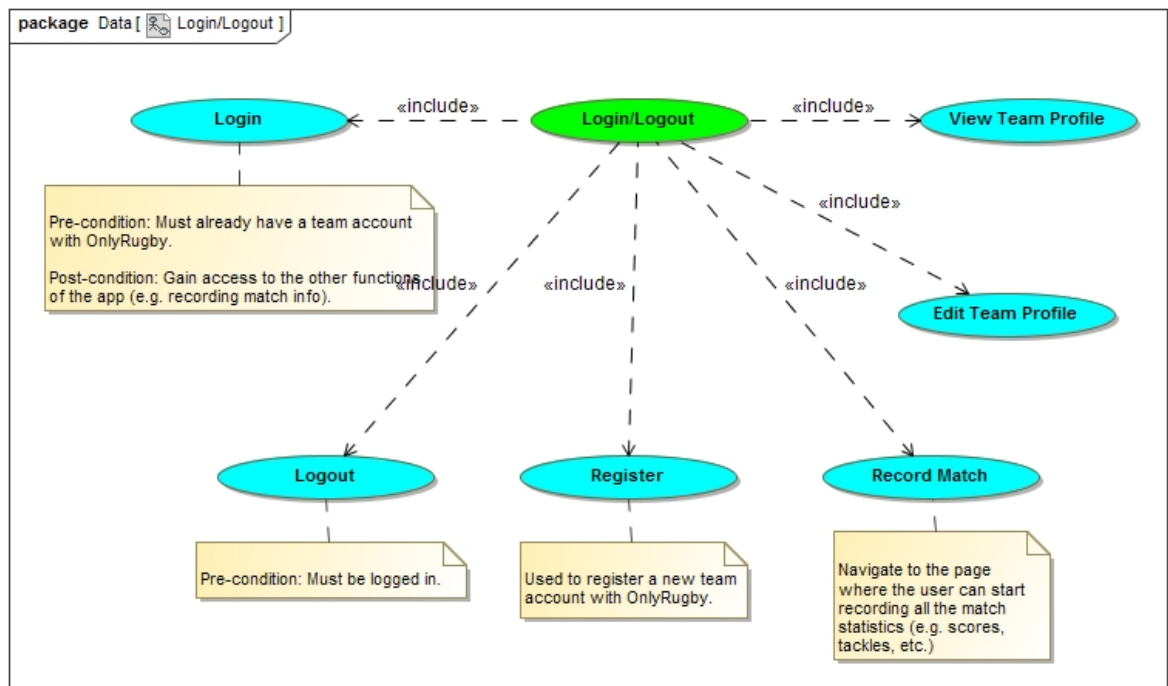 package Data [ Login/Logout ]
«include»
«include»
Login
Login/Logout
View Team Profile
«include»
Pre-condition: Must already have a team account
with OnlyRugby.
Post-condition: Gain access to the other functions
of the app (e.g. recording match info).
«include»
«include»
«include»
Edit Team Profile
Logout
Register
Record Match
Pre-condition: Must be logged in.
Used to register a new team
account with OnlyRugby.
Navigate to the page
where the user can start
recording all the match
statistics (e.g. scores,
tackles, etc.)